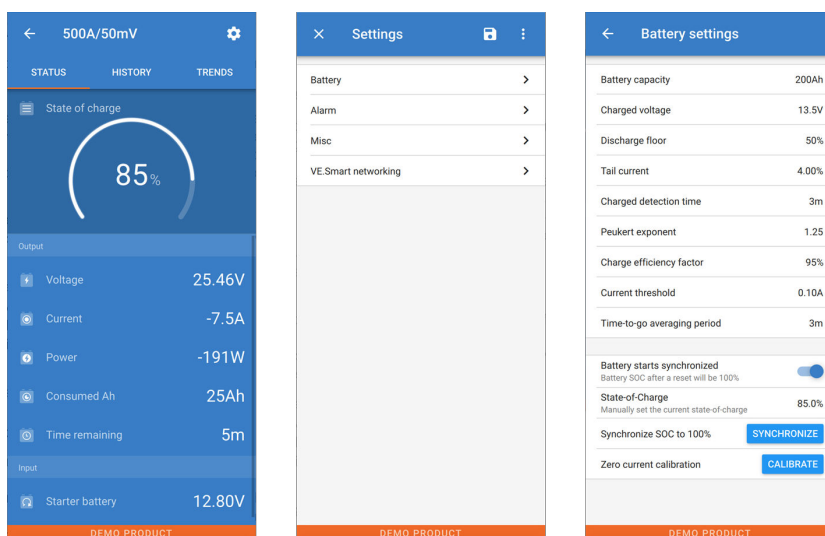 500A/50mV
STATUS HISTORY TRENDS
State of charge
85%
Output
Voltage 25.46V
Current -7.5A
Power -191W
Consumed Ah 25Ah
Time remaining 5m
Input
Starter battery 12.80V
DEMO PRODUCT
Settings
Battery
Alarm
Misc
VE.Smart networking
DEMO PRODUCT
Battery settings
Battery capacity 200Ah
Charged voltage 13.5V
Discharge floor 50%
Tail current 4.00%
Charged detection time 3m
Peukert exponent 1.25
Charge efficiency factor 95%
Current threshold 0.10A
Time-to-go averaging period 3m
Battery starts synchronized
Battery SOC after a reset will be 100%
State-of-Charge 85.0%
Manually set the current state-of-charge
Synchronize SOC to 100% SYNCHRONIZE
Zero current calibration CALIBRATE
DEMO PRODUCT